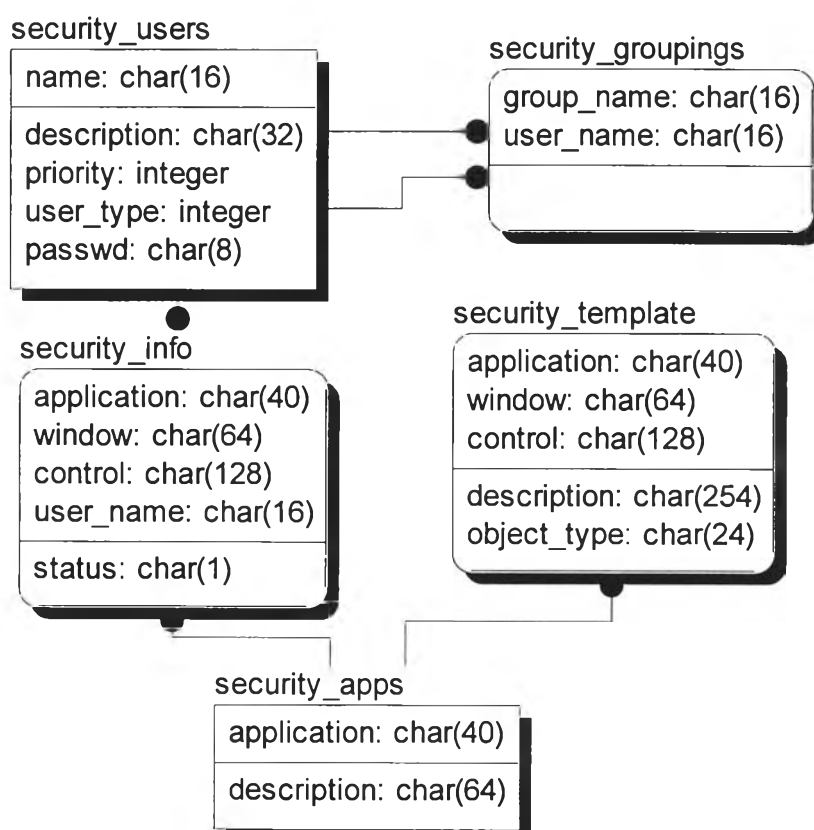 security_users
name: char(16)
description: char(32)
priority: integer
user_type: integer
passwd: char(8)
security_groupings
group_name: char(16)
user_name: char(16)
security_info
application: char(40)
window: char(64)
control: char(128)
user_name: char(16)
status: char(1)
security_template
application: char(40)
window: char(64)
control: char(128)
description: char(254)
object_type: char(24)
security_apps
application: char(40)
description: char(64)